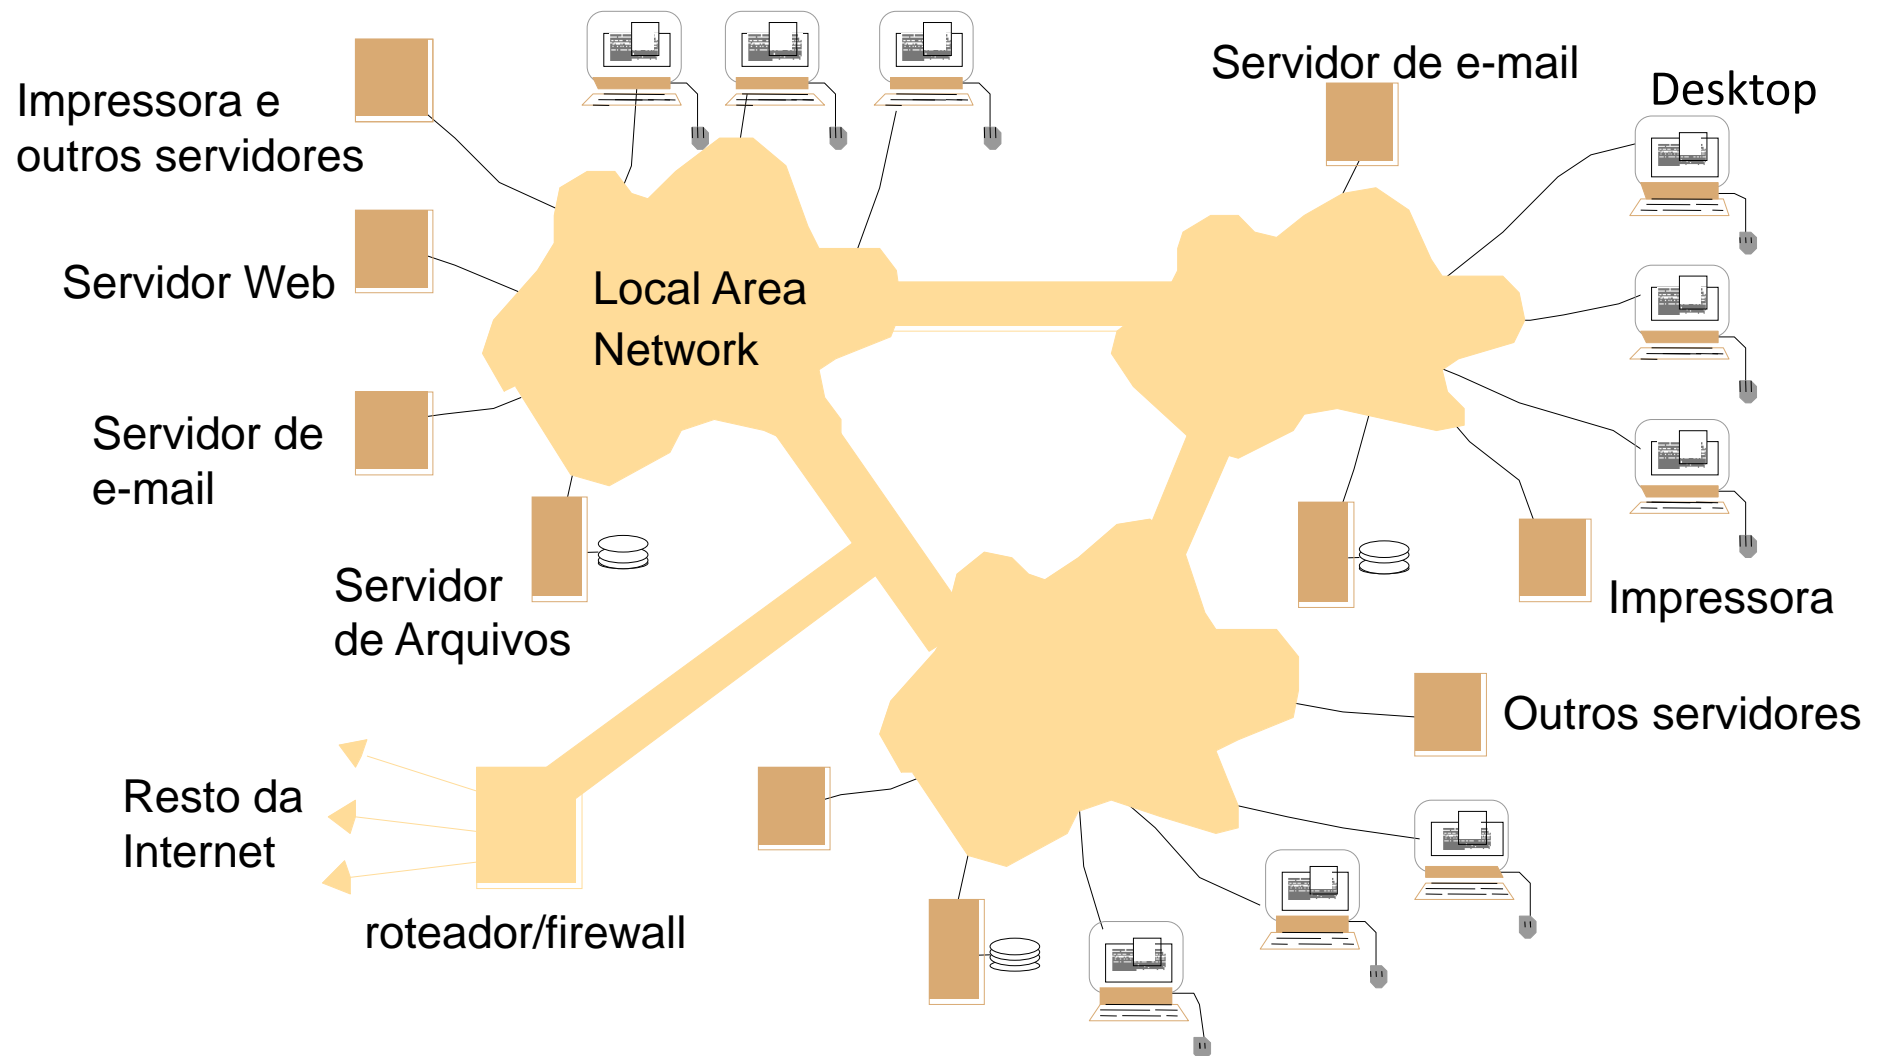 Servidor de e-mail
Desktop
Impressora e
outros servidores
Servidor Web
Local Area
Network
Servidor de
e-mail
Servidor
de Arquivos
Impressora
Outros servidores
Resto da
Internet
roteador/firewall